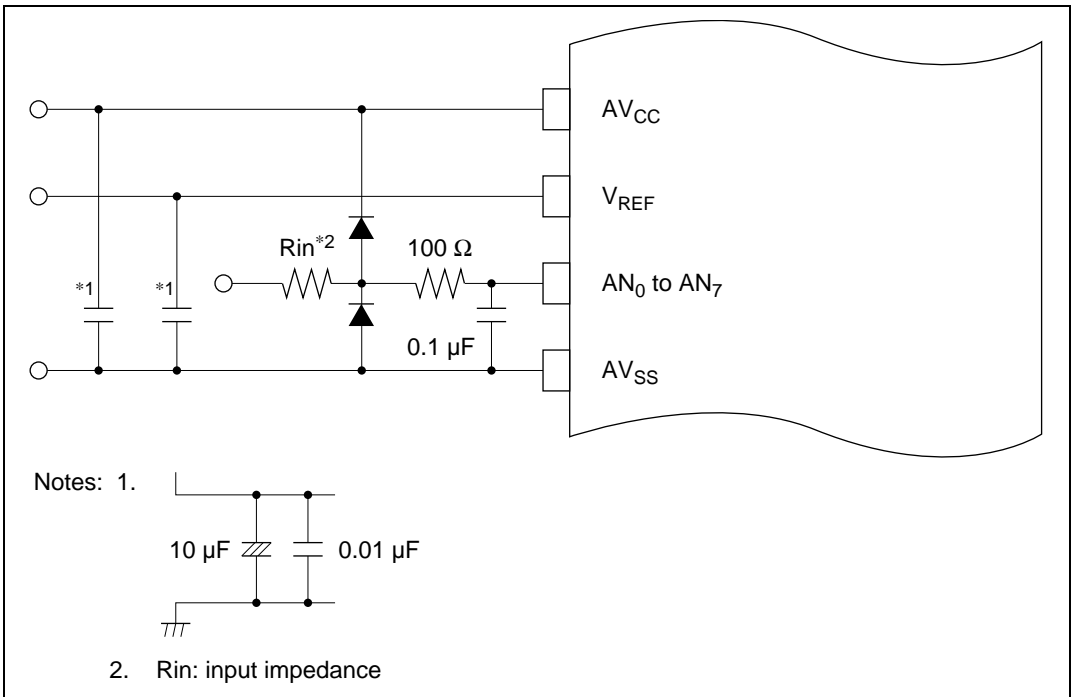 AVCC
VREF
Rin*2
100 Ω
*1
*1
AN0 to AN7
0.1 µF
AVSS
Notes: 1.
10 µF
0.01 µF
2. Rin: input impedance